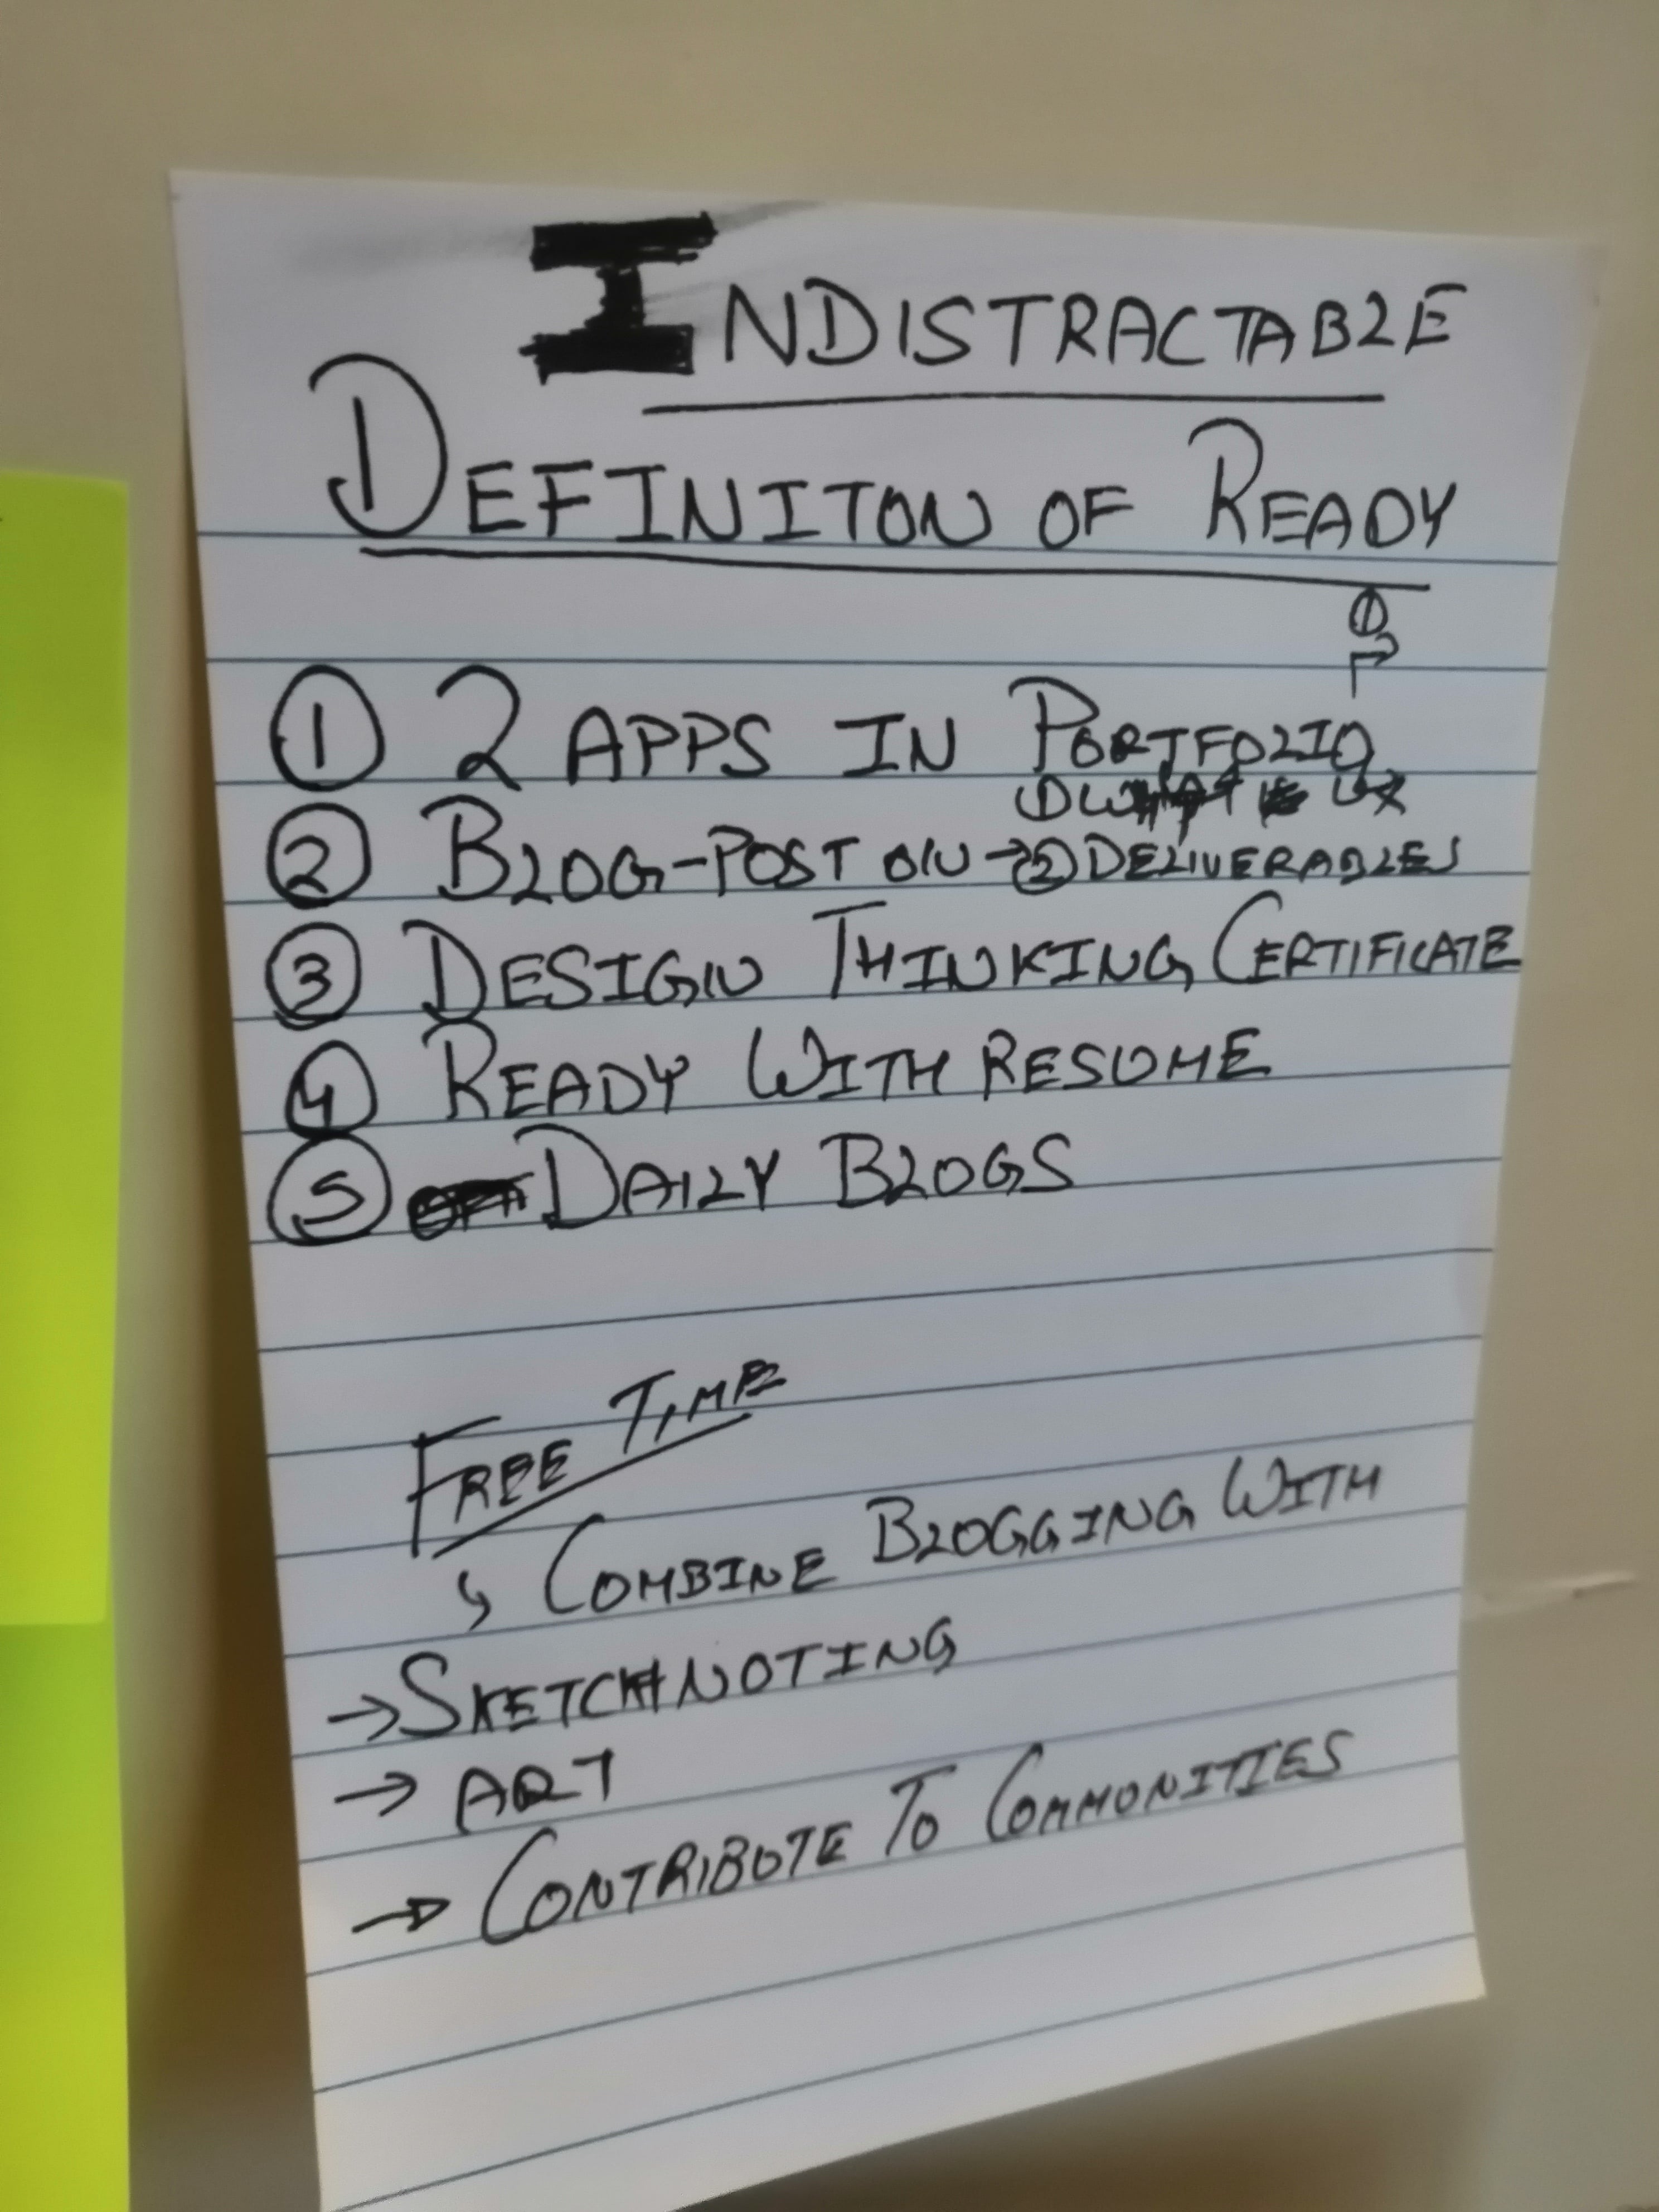 INDISTRACTABLE
DEFINITON OF READY
①
① 2 APPS IN PORTFOLIO
① WHAT IS UX
② BLOG-POST ON → ② DELIVERABLES
③ DESIGN THINKING CERTIFICATE
④ READY WITH RESUME
⑤ DAILY BLOGS
FREE TIME
↳ COMBINE BLOGGING WITH
→ SKETCHNOTING
→ ART
→ CONTRIBUTE TO COMMUNITIES